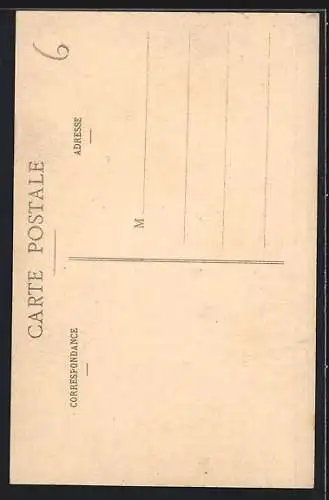 6
CARTE POSTALE
CORRESPONDANCE
ADRESSE
M